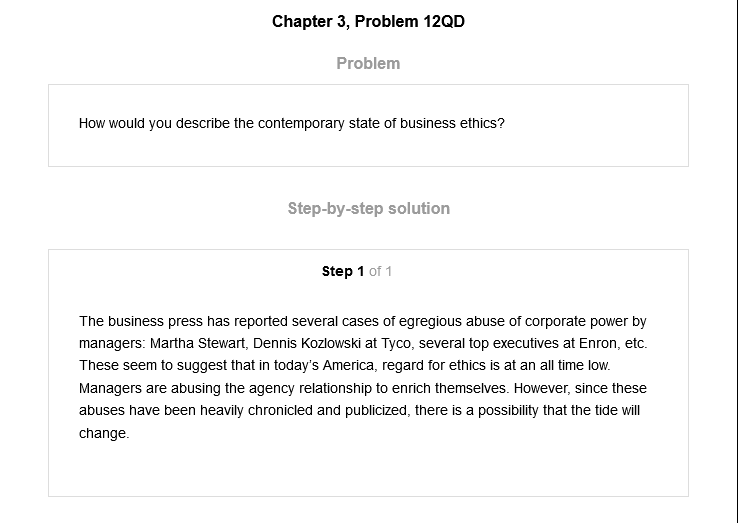 Chapter 3, Problem 12QD
Problem
How would you describe the contemporary state of business ethics?
Step-by-step solution
Step 1 of 1
The business press has reported several cases of egregious abuse of corporate power by
managers: Martha Stewart, Dennis Kozlowski at Tyco, several top executives at Enron, etc.
These seem to suggest that in today's America, regard for ethics is at an all time low.
Managers are abusing the agency relationship to enrich themselves. However, since these
abuses have been heavily chronicled and publicized, there is a possibility that the tide will
change.